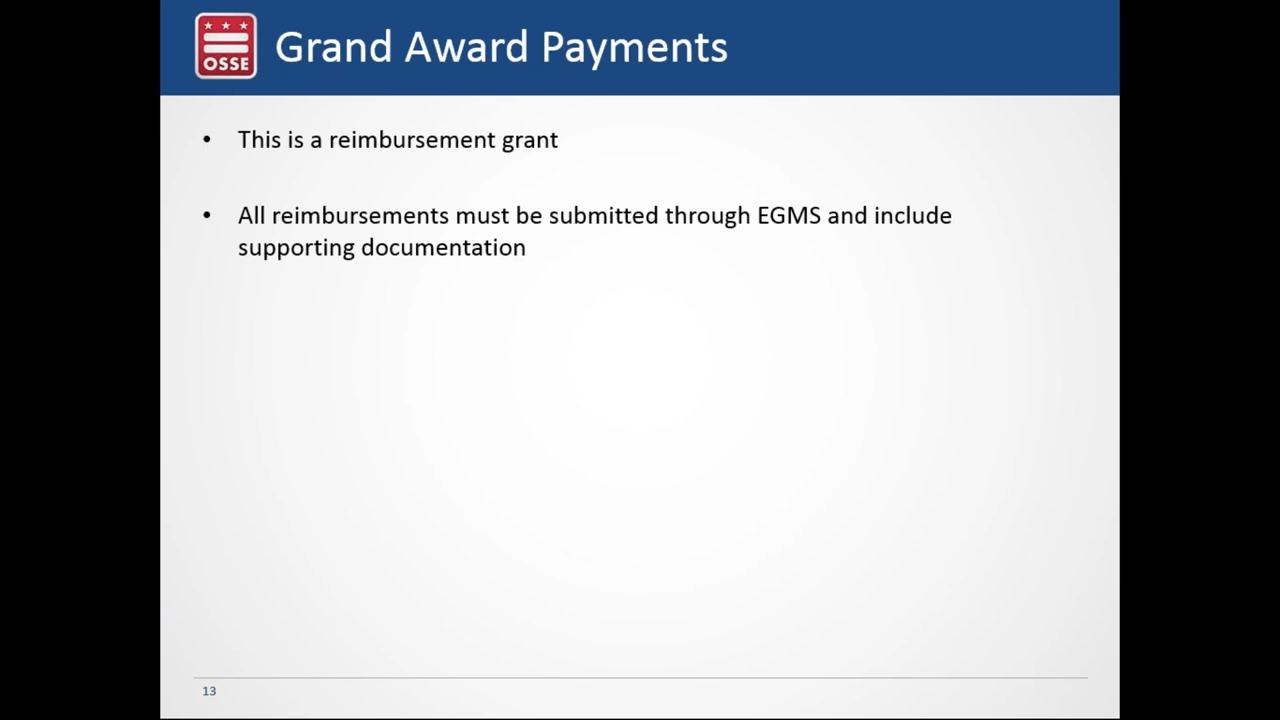 OSSE
Grand Award Payments
• This is a reimbursement grant
• All reimbursements must be submitted through EGMS and include
supporting documentation
13